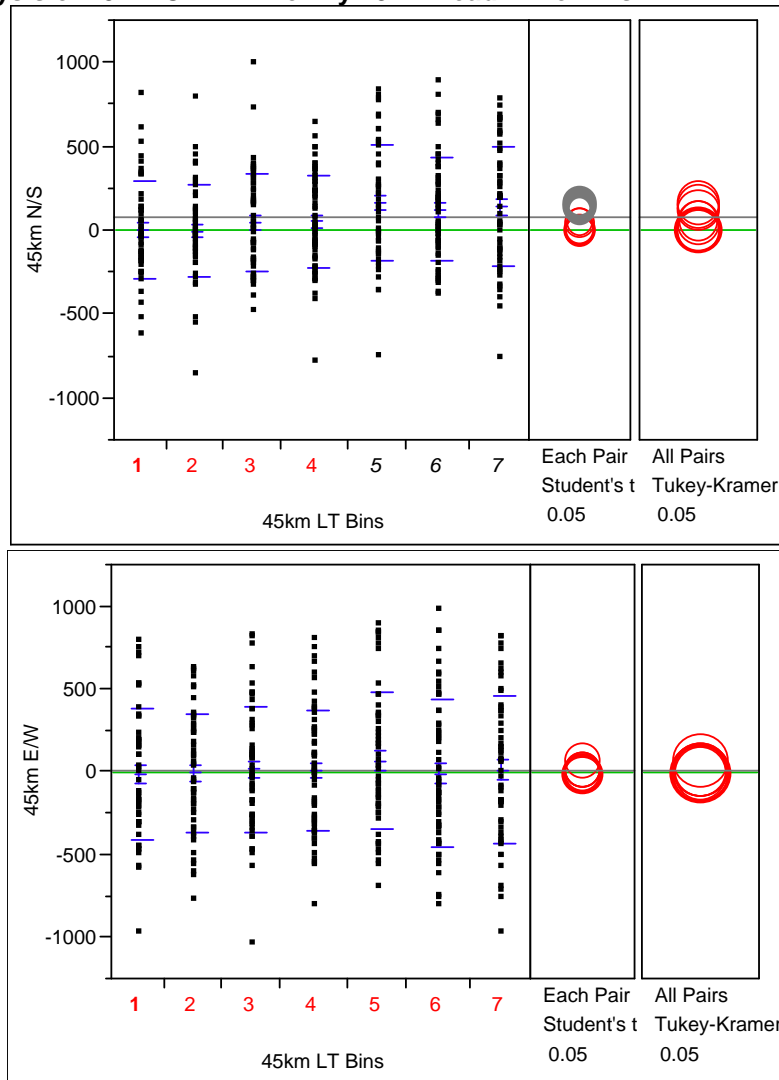 1000
500
0
-500
-1000
45km N/S
1 2 3 4 5 6 7
45km LT Bins
Each Pair
Student's t
0.05
All Pairs
Tukey-Kramer
0.05
1000
500
0
-500
-1000
45km E/W
1 2 3 4 5 6 7
45km LT Bins
Each Pair
Student's t
0.05
All Pairs
Tukey-Kramer
0.05